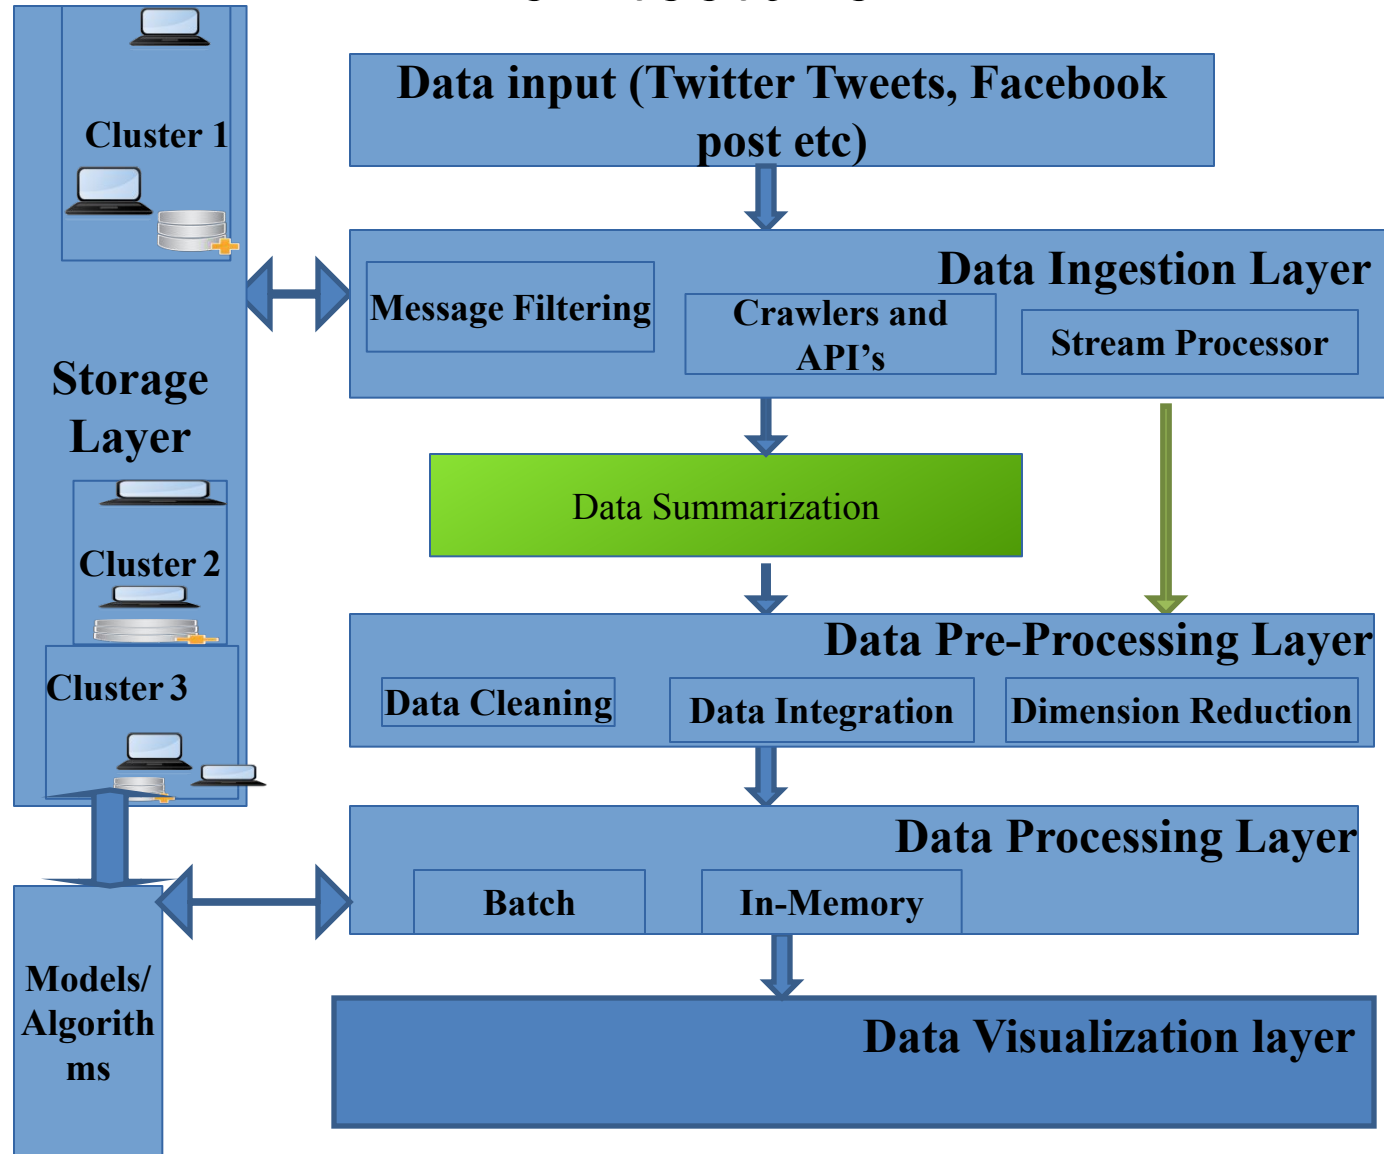 Data input (Twitter Tweets, Facebook
post etc)
Cluster 1
Data Ingestion Layer
Message Filtering
Crawlers and
API's
Stream Processor
Storage
Layer
Data Summarization
Cluster 2
Data Pre-Processing Layer
Cluster 3
Data Cleaning
Data Integration
Dimension Reduction
Data Processing Layer
Batch
In-Memory
Models/
Algorith
ms
Data Visualization layer